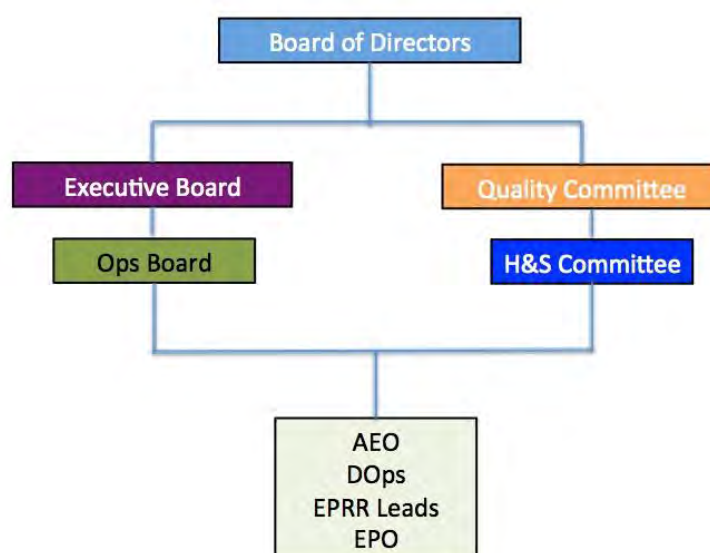 Board of Directors
Executive Board
Quality Committee
Ops Board
H&S Committee
AEO
DOps
EPRR Leads
EPO